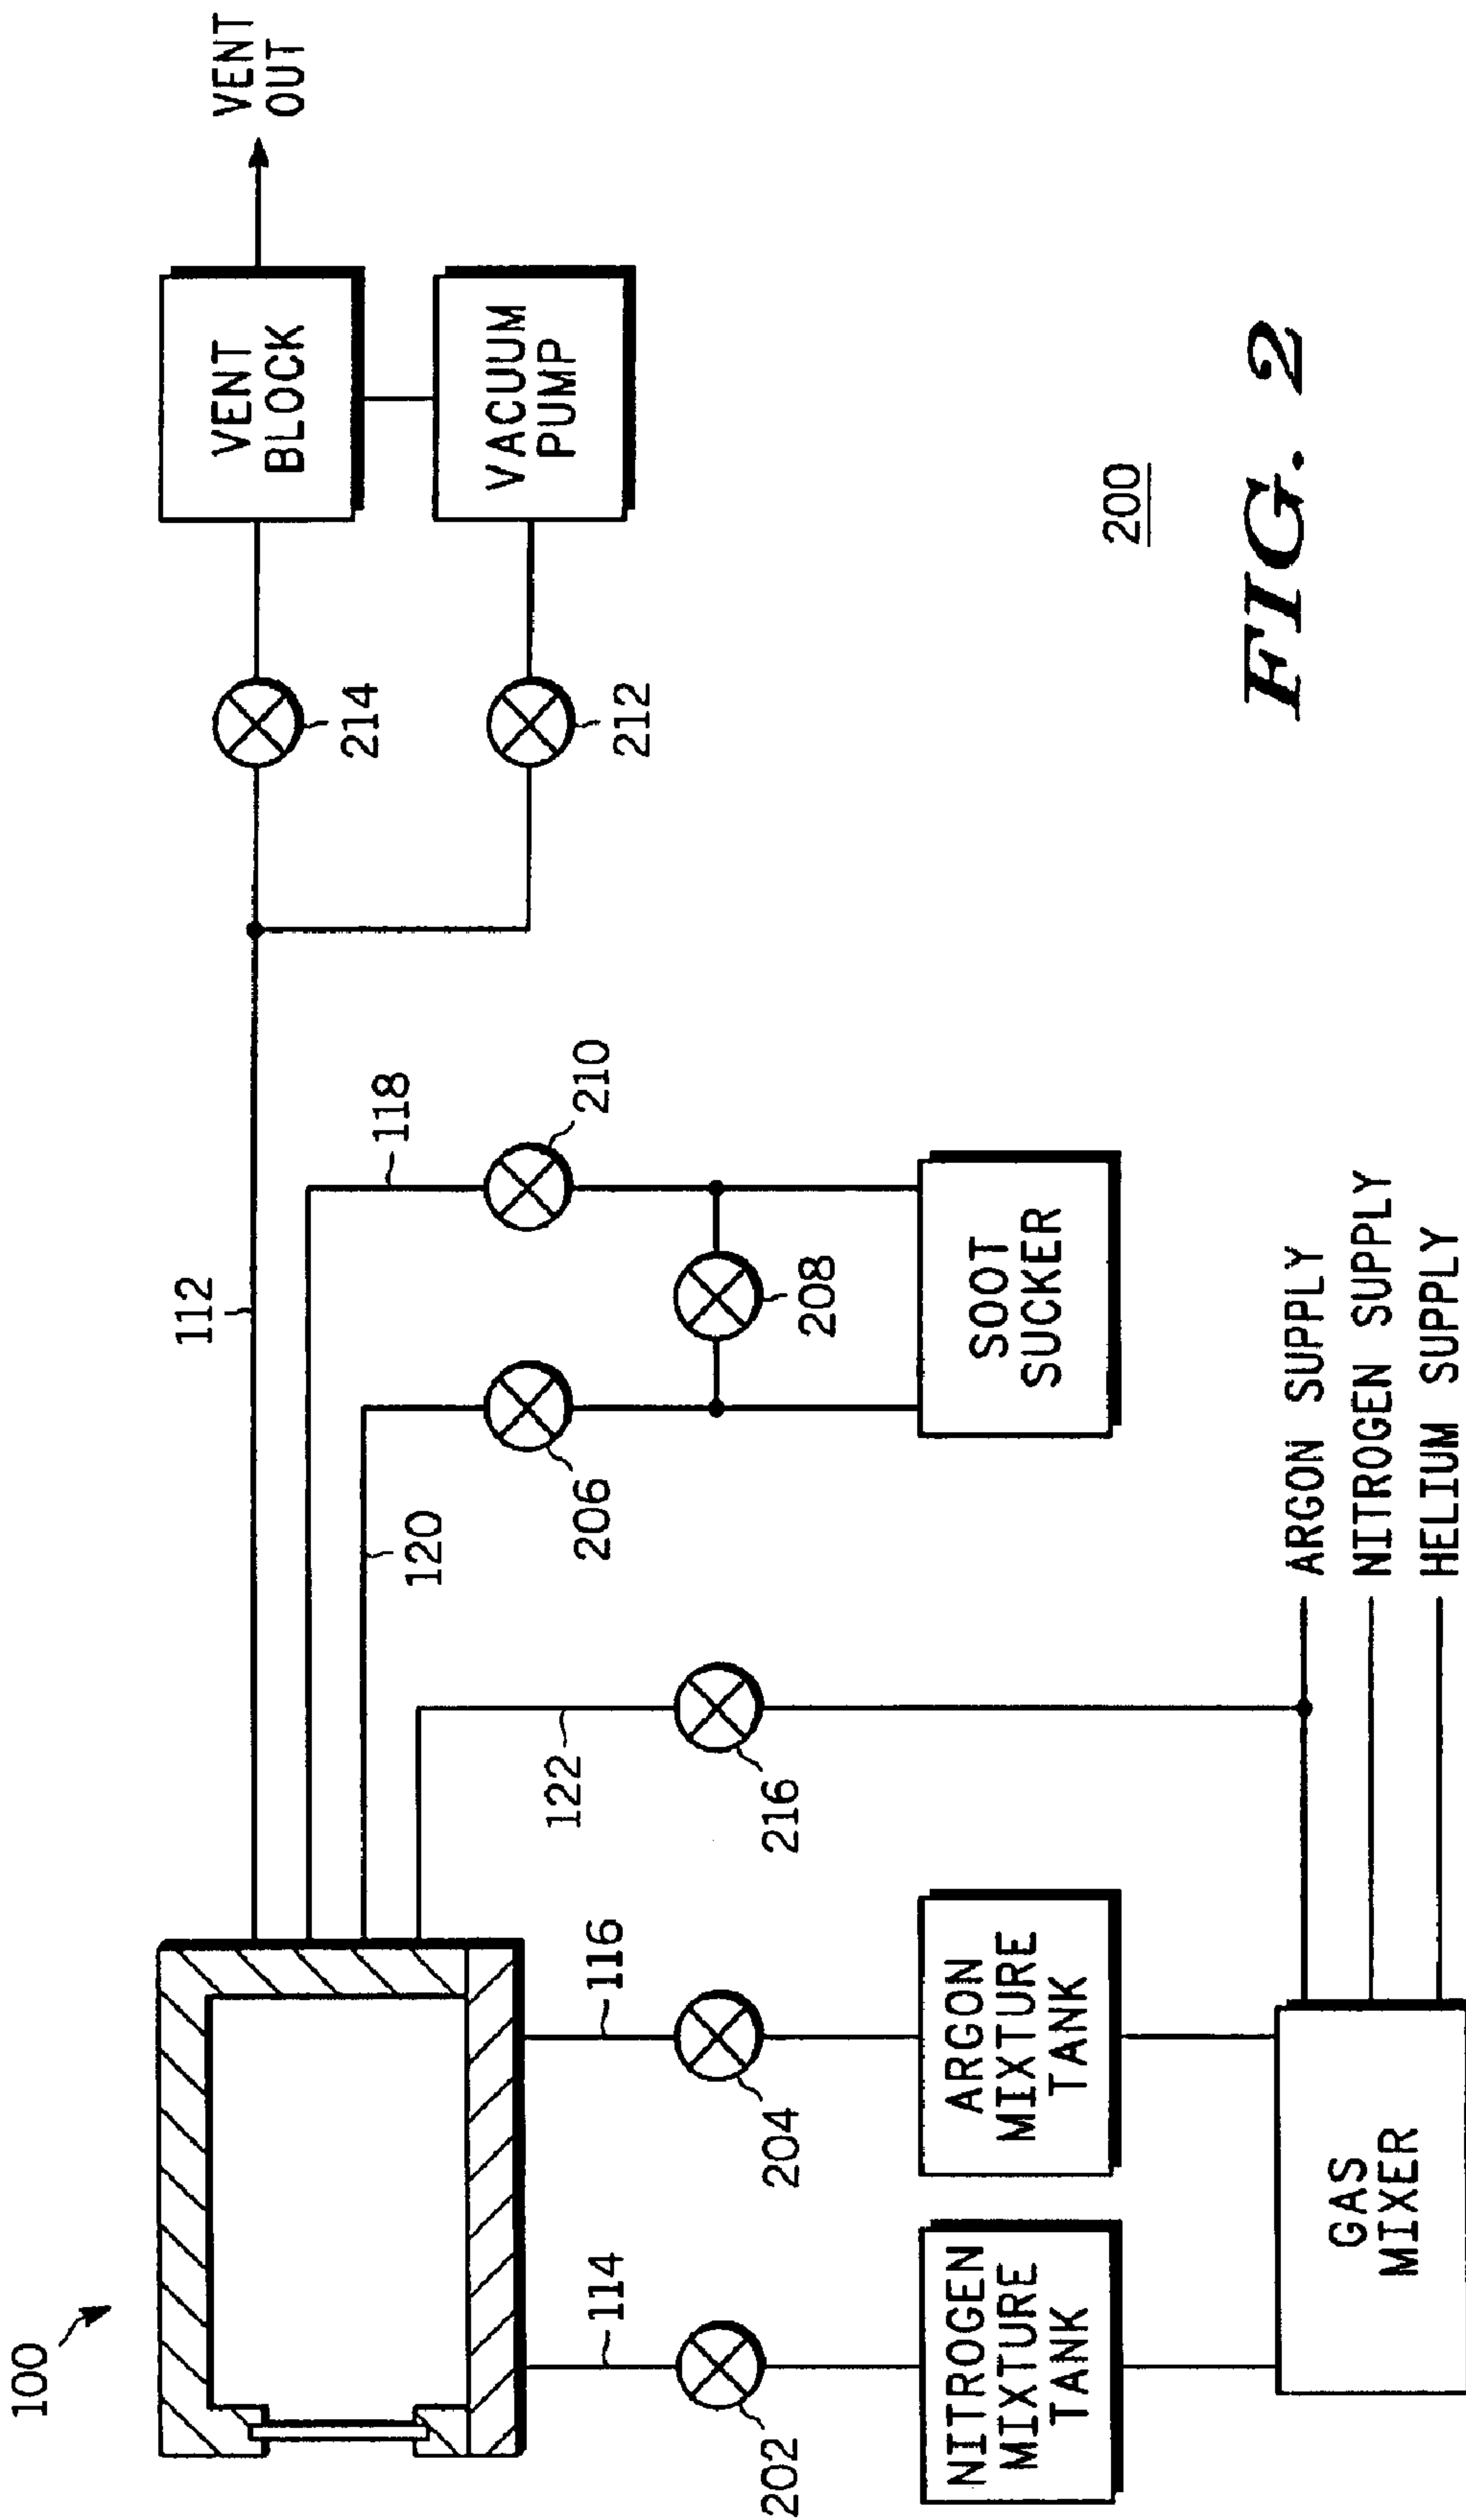 100
112
VENT
OUT
VENT
BLOCK
214
118
120
VACUUM
PUMP
212
210
206
122
116
114
208
216
204
202
SOOT
SUCKER
ARGON
MIXTURE
TANK
NITROGEN
MIXTURE
TANK
ARGON SUPPLY
NITROGEN SUPPLY
HELIUM SUPPLY
GAS
MIXER
200
FIG. 2